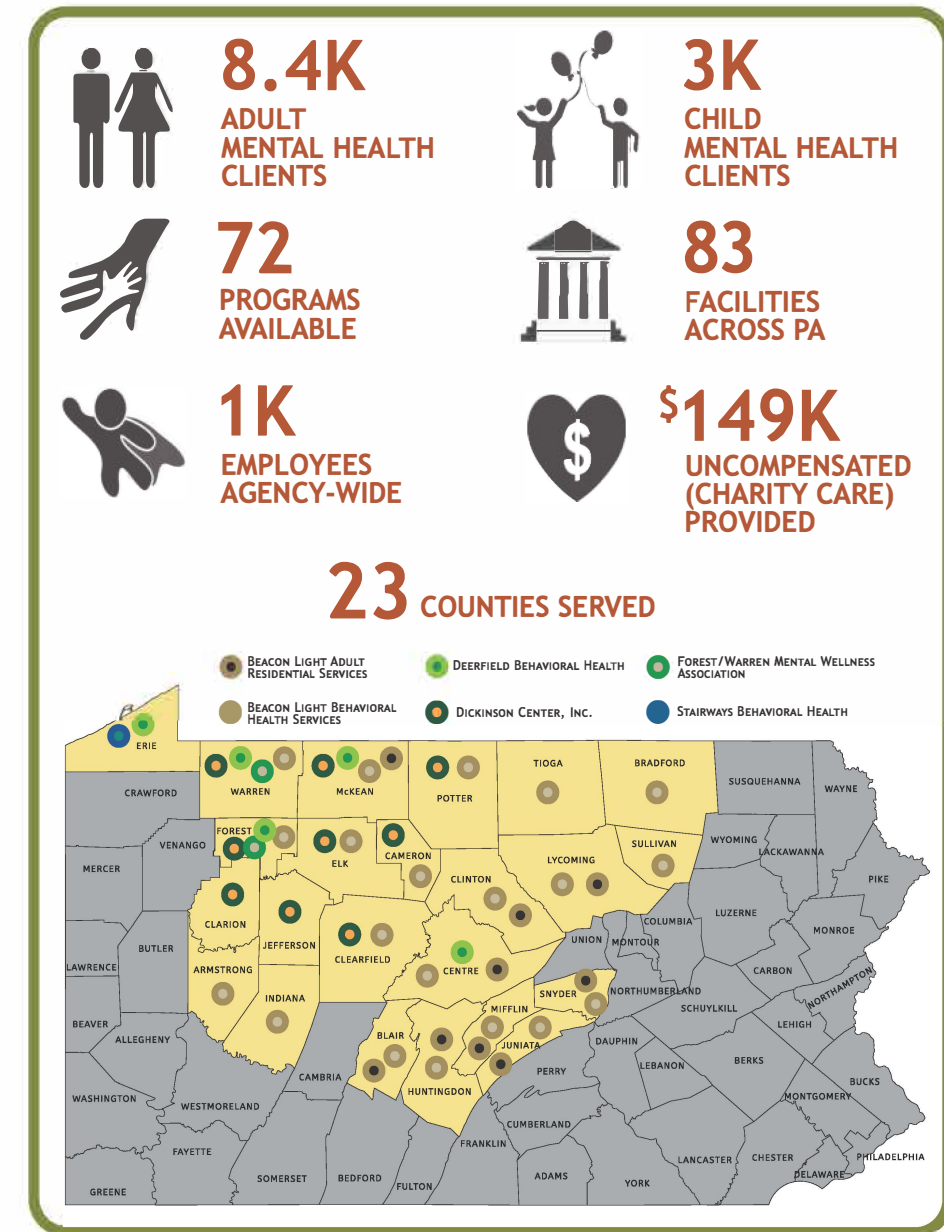 8.4K
ADULT
MENTAL HEALTH
CLIENTS
3K
CHILD
MENTAL HEALTH
CLIENTS
72
PROGRAMS
AVAILABLE
83
FACILITIES
ACROSS PA
1K
EMPLOYEES
AGENCY-WIDE
$149K
UNCOMPENSATED
(CHARITY CARE)
PROVIDED
$
23 COUNTIES SERVED
BEACON LIGHT ADULT
RESIDENTIAL SERVICES
DEERFIELD BEHAVIORAL HEALTH
FOREST/WARREN MENTAL WELLNESS
ASSOCIATION
BEACON LIGHT BEHAVIORAL
HEALTH SERVICES
DICKINSON CENTER, INC.
STAIRWAYS BEHAVIORAL HEALTH
ERIE
CRAWFORD
WARREN
McKEAN
POTTER
TIOGA
BRADFORD
SUSQUEHANNA
WAYNE
MERCER
VENANGO
FOREST
ELK
CAMERON
CLINTON
LYCOMING
SULLIVAN
WYOMING
LACKAWANNA
PIKE
LAWRENCE
BUTLER
CLARION
JEFFERSON
CLEARFIELD
CENTRE
UNION
MONTOUR
COLUMBIA
LUZERNE
MONROE
BEAVER
ALLEGHENY
ARMSTRONG
INDIANA
BLAIR
MIFFLIN
SNYDER
NORTHUMBERLAND
SCHUYLKILL
CARBON
NORTHAMPTON
LEHIGH
WASHINGTON
WESTMORELAND
CAMBRIA
HUNTINGDON
JUNIATA
PERRY
DAUPHIN
LEBANON
BERKS
MONTGOMERY
BUCKS
GREENE
FAYETTE
SOMERSET
BEDFORD
FULTON
FRANKLIN
CUMBERLAND
ADAMS
YORK
LANCASTER
CHESTER
DELAWARE
PHILADELPHIA